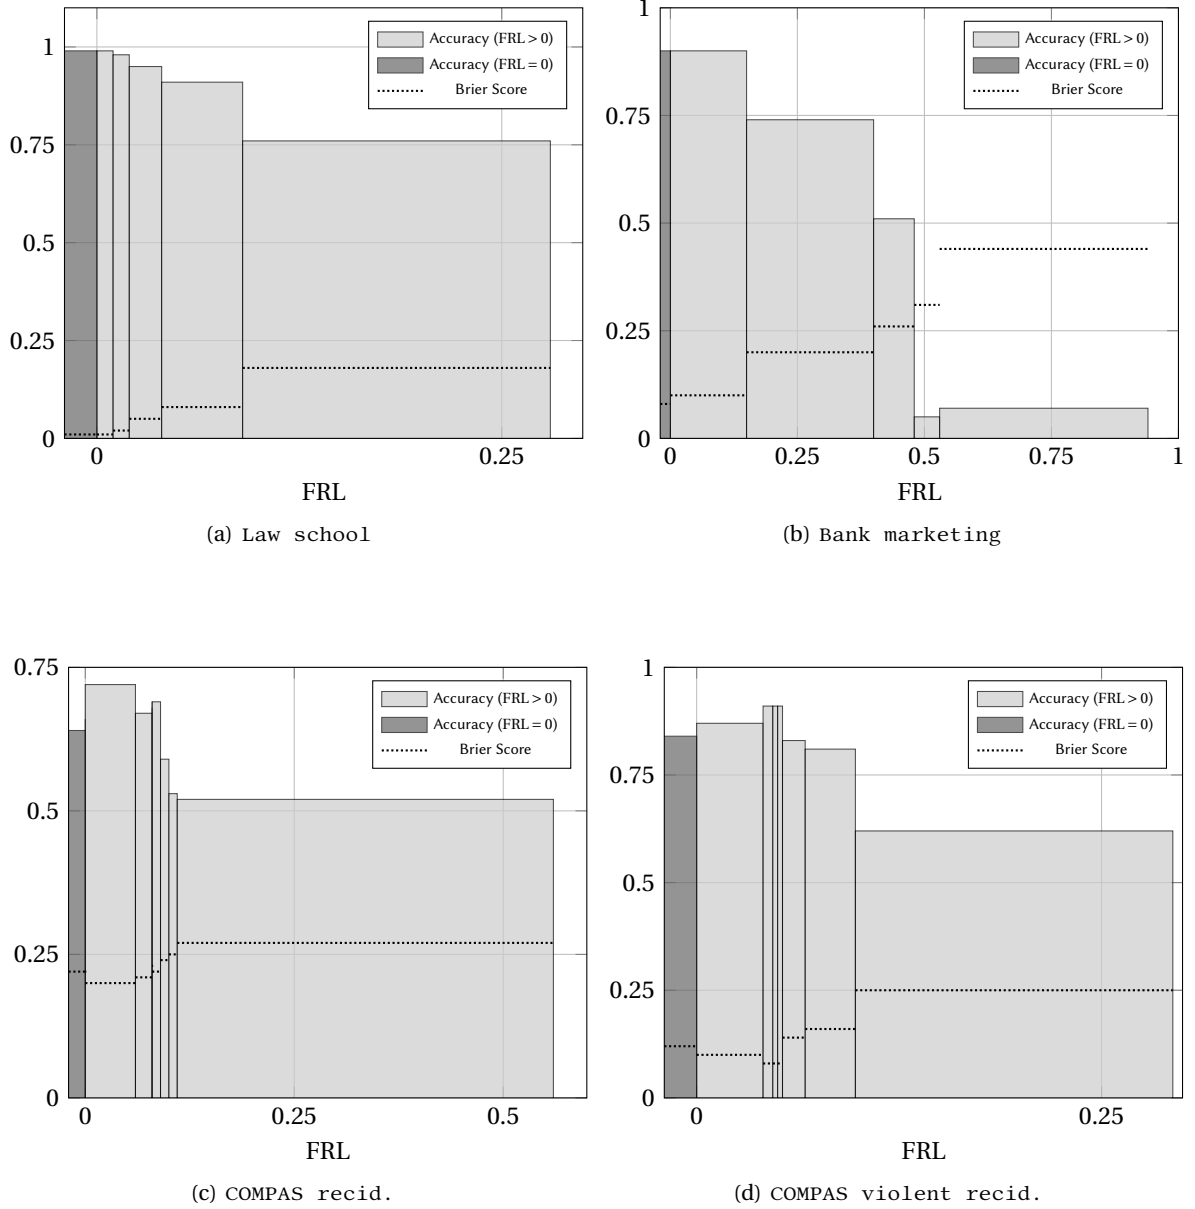 1
0.75
0.5
0.25
0
0
0.25
Accuracy (FRL > 0)
Accuracy (FRL = 0)
Brier Score
FRL
(a) Law school
1
0.75
0.5
0.25
0
0
0.25
0.5
0.75
1
Accuracy (FRL > 0)
Accuracy (FRL = 0)
Brier Score
FRL
(b) Bank marketing
0.75
0.5
0.25
0
0
0.25
0.5
Accuracy (FRL > 0)
Accuracy (FRL = 0)
Brier Score
FRL
(c) COMPAS recid.
1
0.75
0.5
0.25
0
0
0.25
Accuracy (FRL > 0)
Accuracy (FRL = 0)
Brier Score
FRL
(d) COMPAS violent recid.